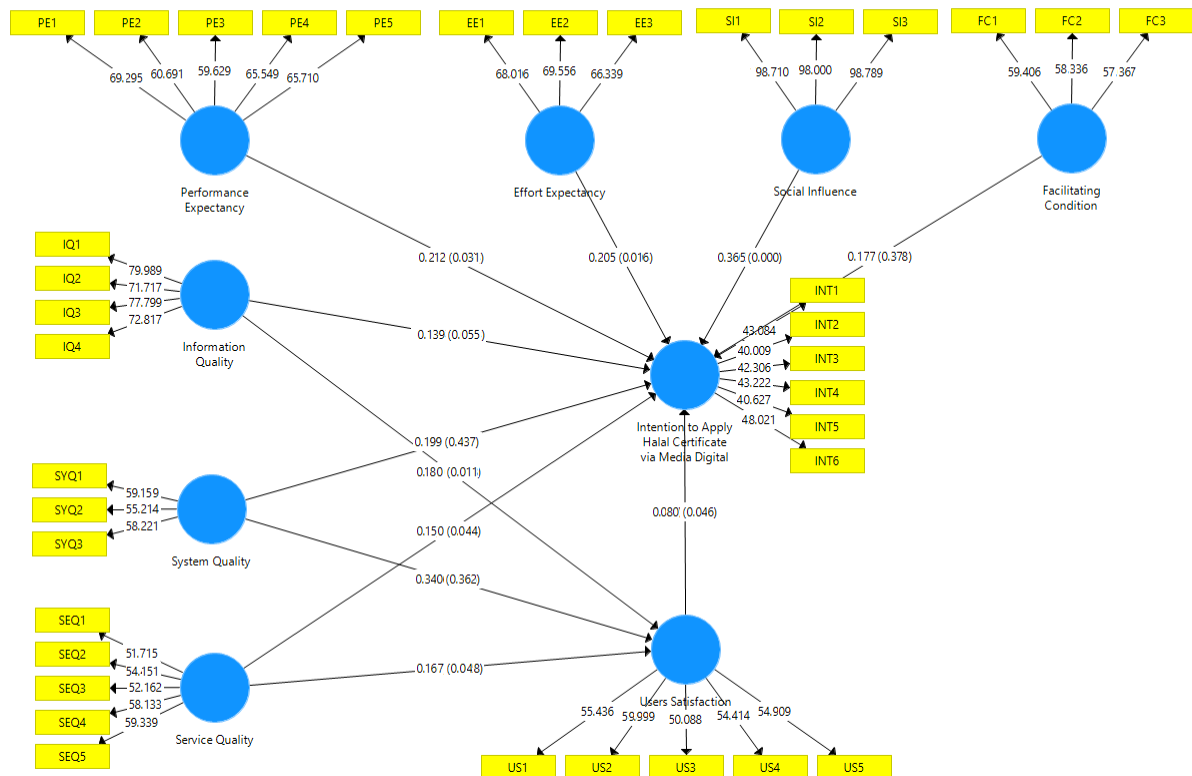 PE1 PE2 PE3 PE4 PE5 EE1 EE2 EE3 SI1 SI2 SI3 FC1 FC2 FC3
69.295 60.691 59.629 65.549 65.710 68.016 69.556 66.339 98.710 98.000 98.789 59.406 58.336 57.367
Performance
Expectancy
Effort Expectancy
Social Influence
Facilitating
Condition
0.212 (0.031) 0.205 (0.016) 0.365 (0.000) 0.177 (0.378)
IQ1
IQ2
IQ3
IQ4
79.989
71.717
77.799
72.817
Information
Quality
0.139 (0.055)
INT1
INT2
INT3
INT4
INT5
INT6
43.084
40.009
42.306
43.222
40.627
48.021
Intention to Apply
Halal Certificate
via Media Digital
0.199 (0.437)
0.180 (0.011)
0.150 (0.044)
0.080 (0.046)
SYQ1
SYQ2
SYQ3
59.159
55.214
58.221
System Quality
0.340 (0.362)
SEQ1
SEQ2
SEQ3
SEQ4
SEQ5
51.715
54.151
52.162
58.133
59.339
Service Quality
0.167 (0.048)
Users Satisfaction
55.436 59.999 50.088 54.414 54.909
US1 US2 US3 US4 US5